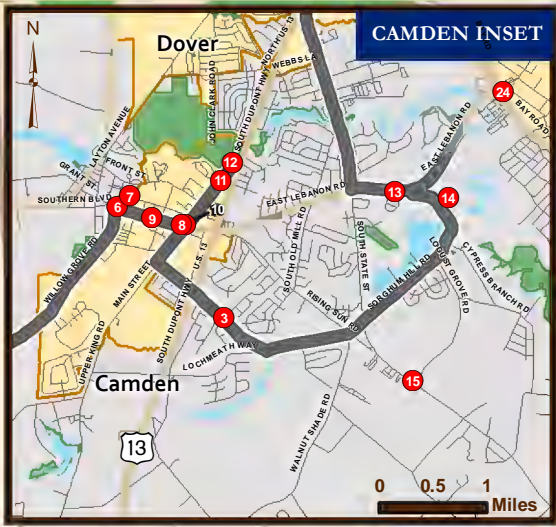 CAMDEN INSET
N
Dover
WEBBS LA
NORTH US 13
SOUTH DUPONT HWY
JOHN CLARK ROAD
24
BAY ROAD
LAYTON AVENUE
FRONT ST
GRANT ST
SOUTHERN BLVD
EAST LEBANON RD
12
11
7
6
9
8
10
EAST LEBANON RD
13
14
WILLOW GROVE RD
MAIN STREET
U.S. 13
SOUTH DUPONT HWY
SOUTH OLD MILL RD
SOUTH STATE ST
SORGHUM HILL RD
LOCUST GROVE RD
CYPRESS BRANCH RD
RISING SUN RD
3
LOCHMEATH WAY
UPPER KING RD
Camden
15
WALNUT SHADE RD
13
0 0.5 1
Miles